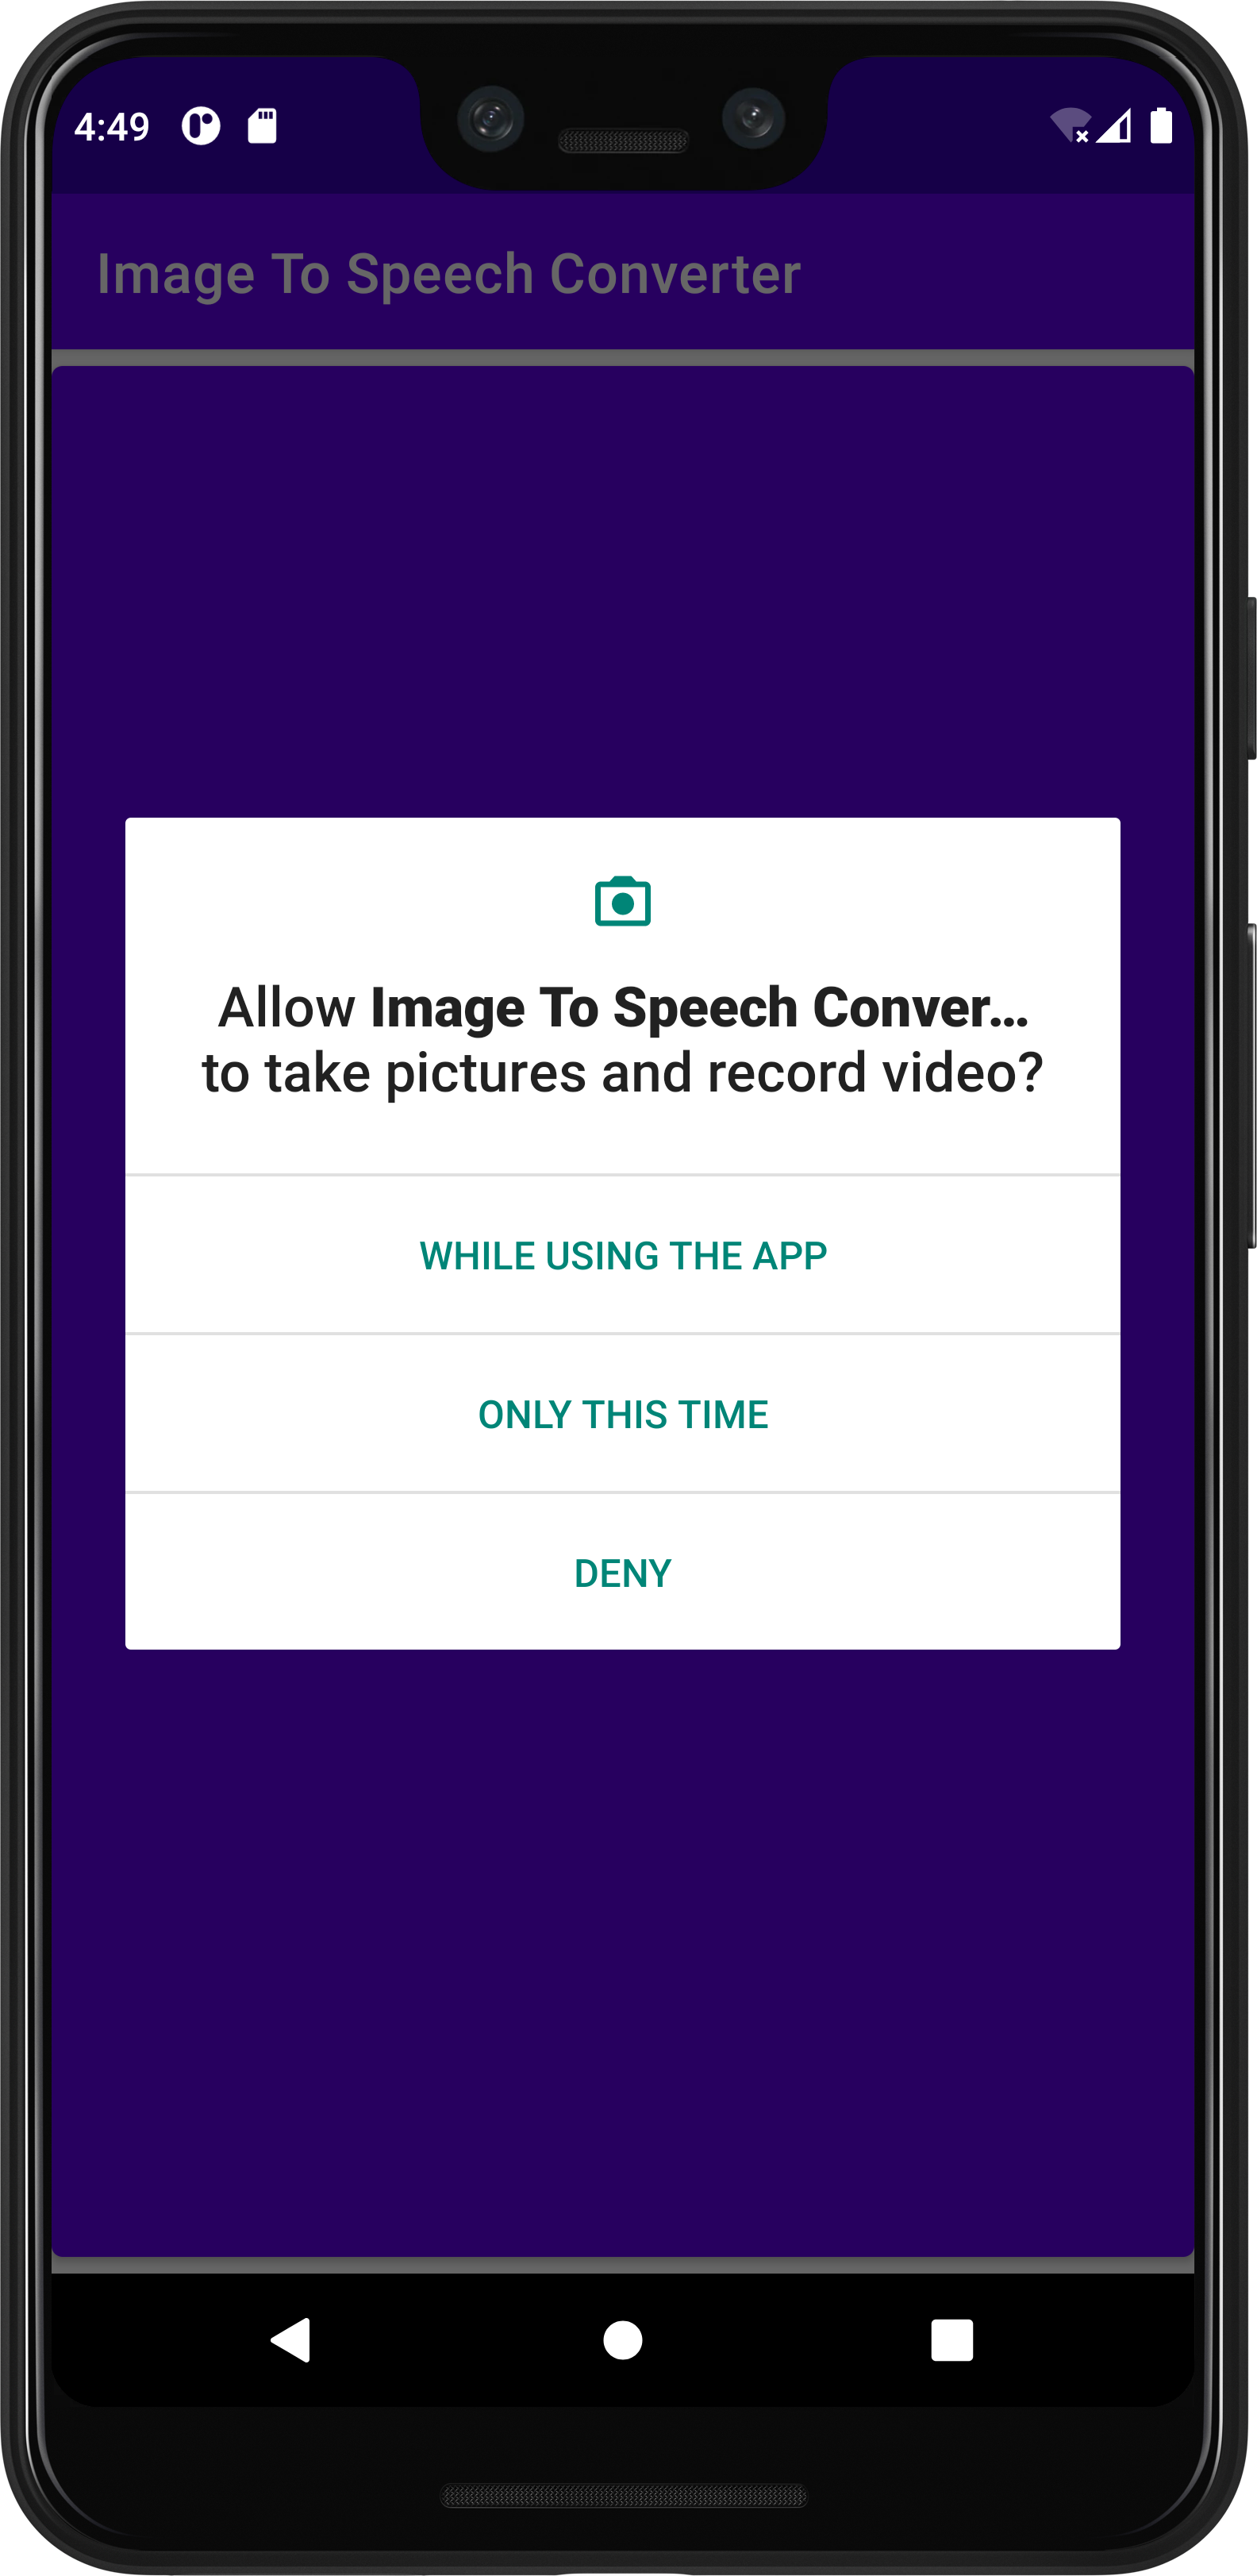 4:49
Image To Speech Converter
Allow Image To Speech Conver...
to take pictures and record video?
WHILE USING THE APP
ONLY THIS TIME
DENY